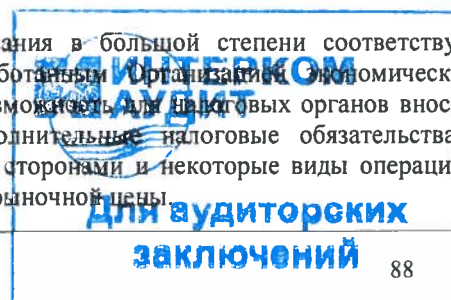 ания в большой степени соответству
ботанным Организацией экономическ
зможность для налоговых органов внос
олнительные налоговые обязательства
сторонами и некоторые виды операци
рыночной цены.
ИНТЕРКОМ
АУДИТ
Для аудиторских
заключений
88